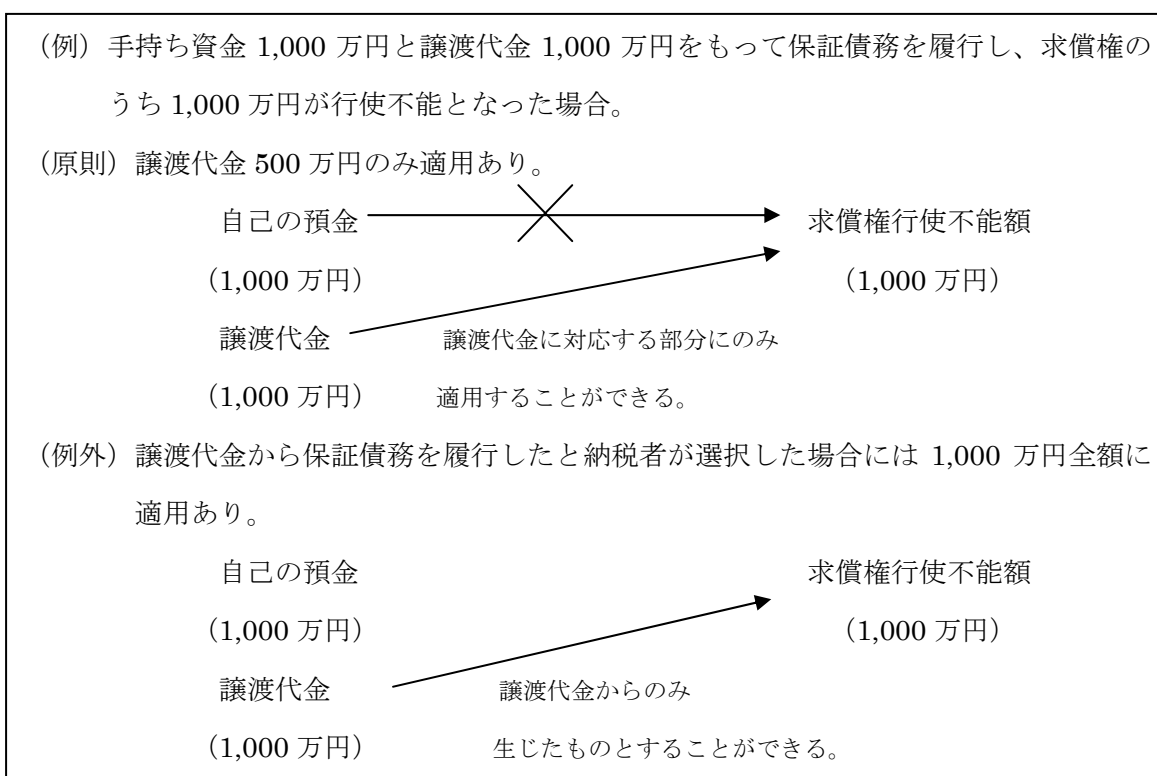 （例）手持ち資金 1,000 万円と譲渡代金 1,000 万円をもって保証債務を履行し、求償権の
うち 1,000 万円が行使不能となった場合。
（原則）譲渡代金 500 万円のみ適用あり。
自己の預金 求償権行使不能額
（1,000 万円） （1,000 万円）
譲渡代金 譲渡代金に対応する部分にのみ
（1,000 万円） 適用することができる。
（例外）譲渡代金から保証債務を履行したと納税者が選択した場合には 1,000 万円全額に
適用あり。
自己の預金 求償権行使不能額
（1,000 万円） （1,000 万円）
譲渡代金 譲渡代金からのみ
（1,000 万円） 生じたものとすることができる。